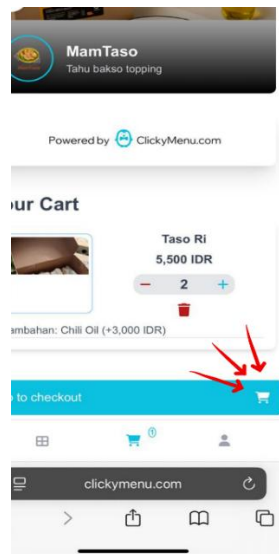 MamTaso
Tahu bakso topping
Powered by ClickyMenu.com
ur Cart
Taso Ri
5,500 IDR
− 2 +
ambahan: Chili Oil (+3,000 IDR)
to checkout
1
clickymenu.com